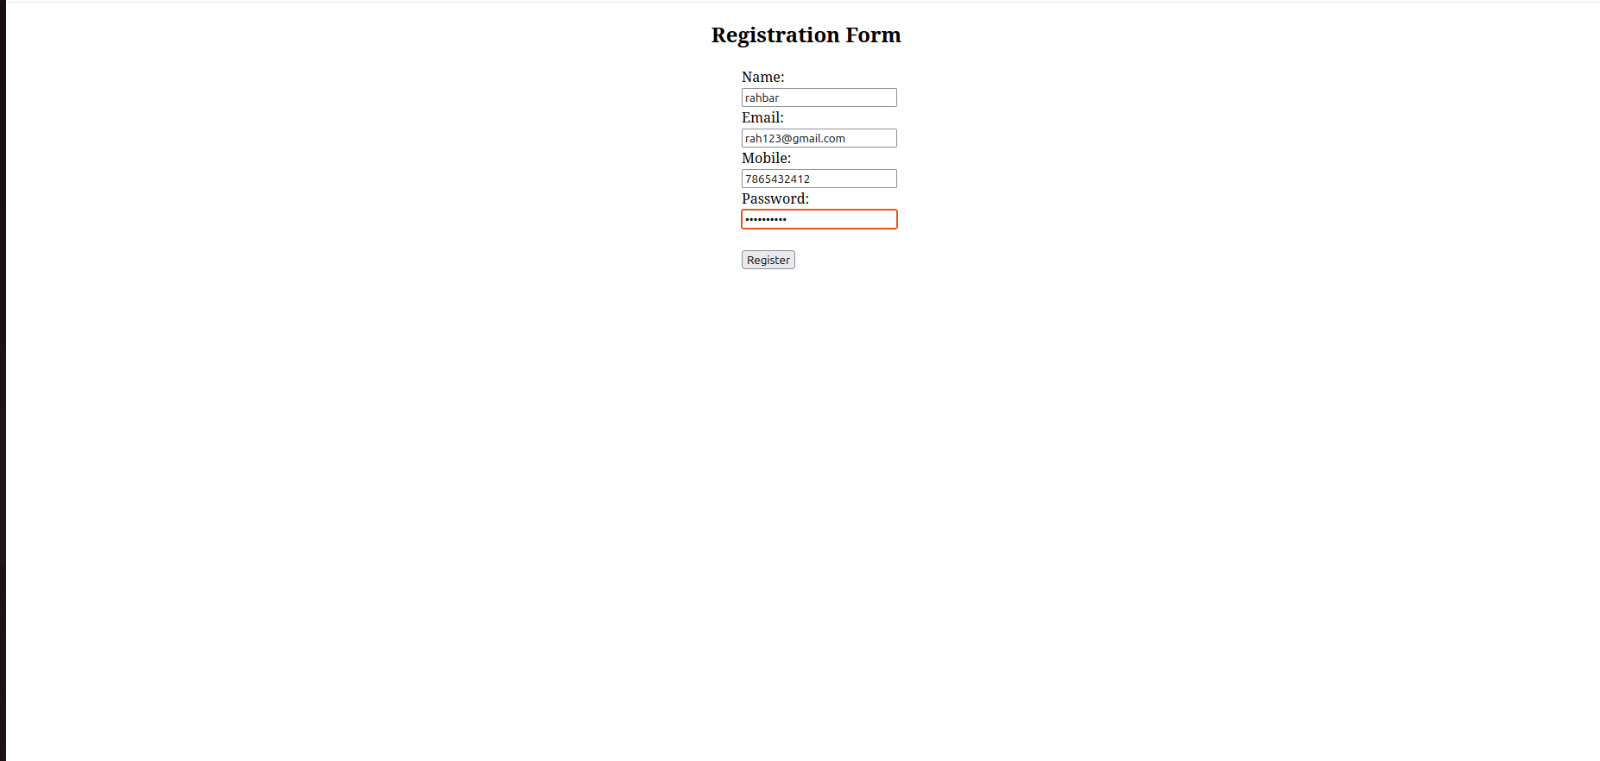 Registration Form
Name:
rahbar
Email:
rah123@gmail.com
Mobile:
7865432412
Password:
••••••••••
Register